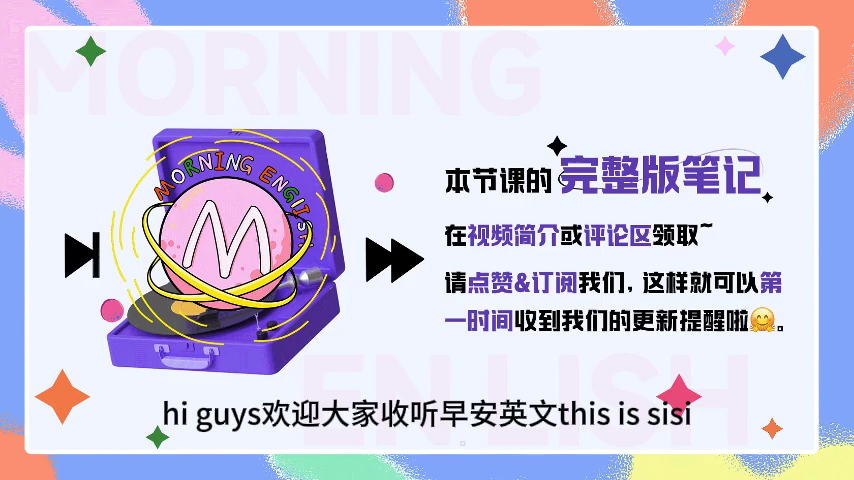 MORNING
MORNING ENGLISH
M
本节课的 完整版笔记
在视频简介或评论区领取~
请点赞&订阅我们，这样就可以第
一时间收到我们的更新提醒啦🤗。
EN LISH
hi guys欢迎大家收听早安英文this is sisi